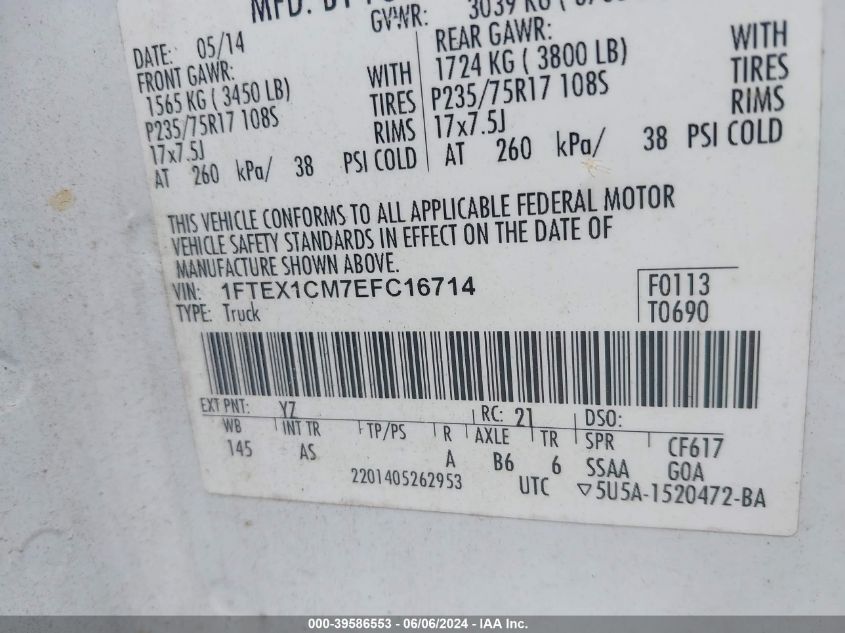 MFD. BY
GVWR: 3039 KG (
DATE: 05/14
FRONT GAWR:
1565 KG ( 3450 LB) WITH
P235/75R17 108S TIRES
17x7.5J RIMS
AT 260 kPa/ 38 PSI COLD
REAR GAWR: WITH
1724 KG ( 3800 LB) TIRES
P235/75R17 108S RIMS
17x7.5J
AT 260 kPa/ 38 PSI COLD
THIS VEHICLE CONFORMS TO ALL APPLICABLE FEDERAL MOTOR
VEHICLE SAFETY STANDARDS IN EFFECT ON THE DATE OF
MANUFACTURE SHOWN ABOVE.
VIN: 1FTEX1CM7EFC16714 F0113
TYPE: Truck T0690
EXT PNT: YZ RC: 21 DSO:
WB INT TR TP/PS R AXLE TR SPR CF617
145 AS A B6 6 SSAA G0A
2201405262953 UTC ▽5U5A-1520472-BA
000-39586553 - 06/06/2024 - IAA Inc.